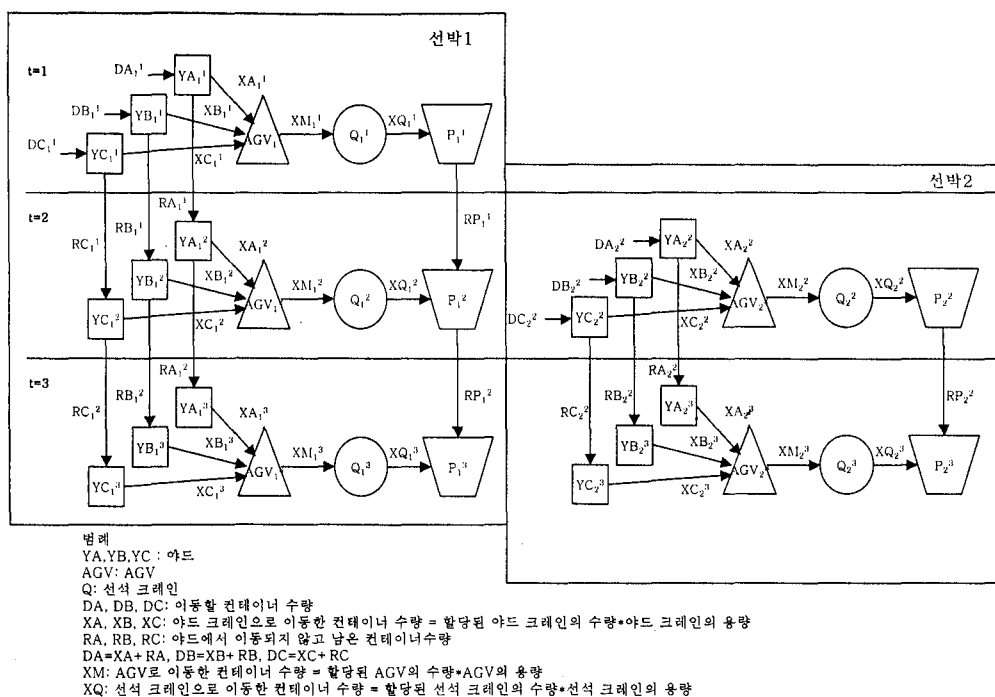 선박1
t=1
DA₁¹
YA₁¹
XA₁¹
DB₁¹
YB₁¹
XB₁¹
AGV₁
XM₁¹
Q₁¹
XQ₁¹
P₁¹
DC₁¹
YC₁¹
XC₁¹
선박2
t=2
RC₁¹
RB₁¹
RA₁¹
RP₁¹
YA₁²
XA₁²
YB₁²
XB₁²
AGV₁
XM₁²
Q₁²
XQ₁²
P₁²
YC₁²
XC₁²
DA₂²
YA₂²
XA₂²
DB₂²
YB₂²
XB₂²
AGV₂
XM₂²
Q₂²
XQ₂²
P₂²
DC₂²
YC₂²
XC₂²
t=3
RC₁²
RB₁²
RA₁²
RP₁²
YA₁³
XA₁³
YB₁³
XB₁³
AGV₁
XM₁³
Q₁³
XQ₁³
P₁³
YC₁³
XC₁³
RC₂²
RB₂²
RA₂²
RP₂²
YA₂³
XA₂³
YB₂³
XB₂³
AGV₂
XM₂³
Q₂³
XQ₂³
P₂³
YC₂³
XC₂³
범례
YA,YB,YC : 야드
AGV: AGV
Q: 선석 크레인
DA, DB, DC: 이동할 컨테이너 수량
XA, XB, XC: 야드 크레인으로 이동한 컨테이너 수량 = 할당된 야드 크레인의 수량*야드 크레인의 용량
RA, RB, RC: 야드에서 이동되지 않고 남은 컨테이너수량
DA=XA+RA, DB=XB+RB, DC=XC+RC
XM: AGV로 이동한 컨테이너 수량 = 할당된 AGV의 수량*AGV의 용량
XQ: 선석 크레인으로 이동한 컨테이너 수량 = 할당된 선석 크레인의 수량*선석 크레인의 용량